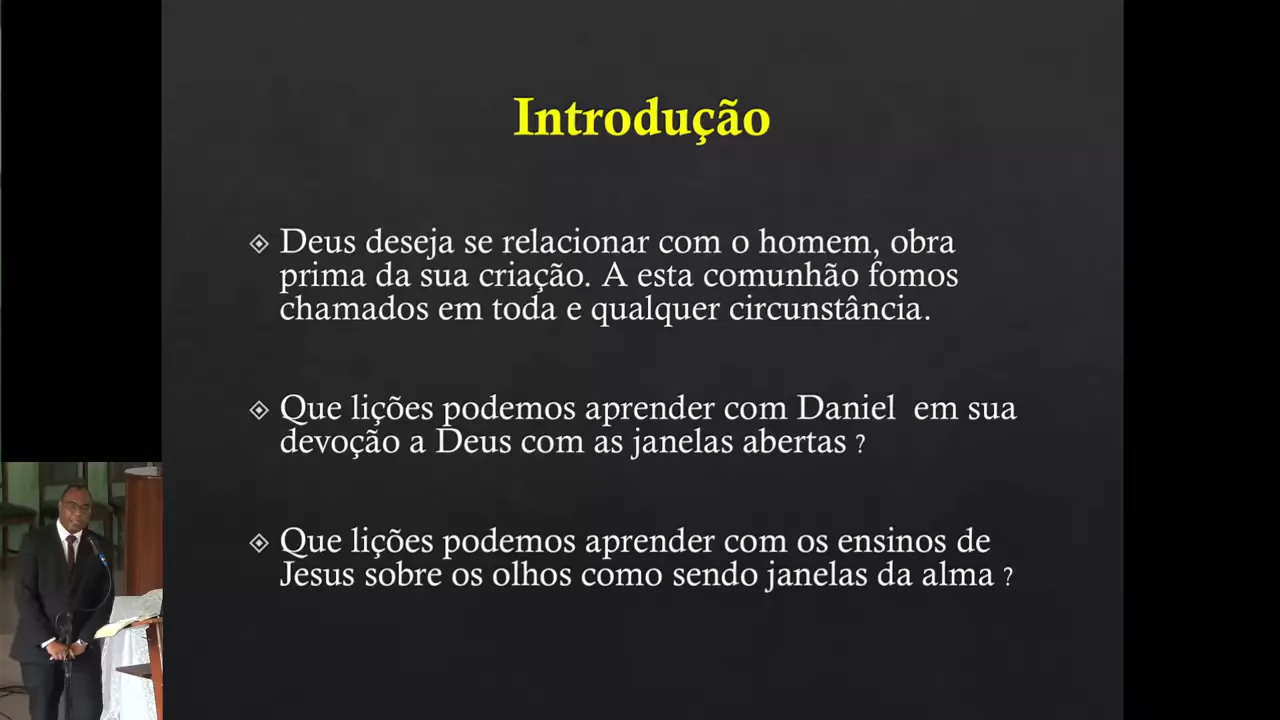 Introdução
Deus deseja se relacionar com o homem, obra
prima da sua criação. A esta comunhão fomos
chamados em toda e qualquer circunstância.
Que lições podemos aprender com Daniel em sua
devoção a Deus com as janelas abertas ?
Que lições podemos aprender com os ensinos de
Jesus sobre os olhos como sendo janelas da alma ?